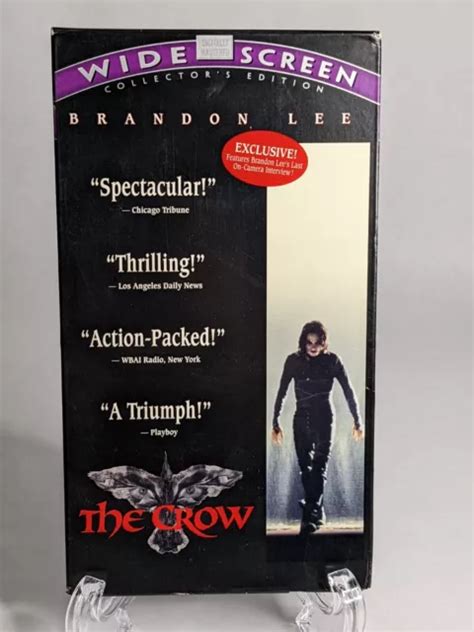 WIDE SCREEN
COLLECTOR'S EDITION
BRANDON LEE
EXCLUSIVE!
Features Brandon Lee's Last
On-Camera Interview!
“Spectacular!”
— Chicago Tribune
“Thrilling!”
— Los Angeles Daily News
“Action-Packed!”
— WBAI Radio, New York
“A Triumph!”
— Playboy
THE CROW